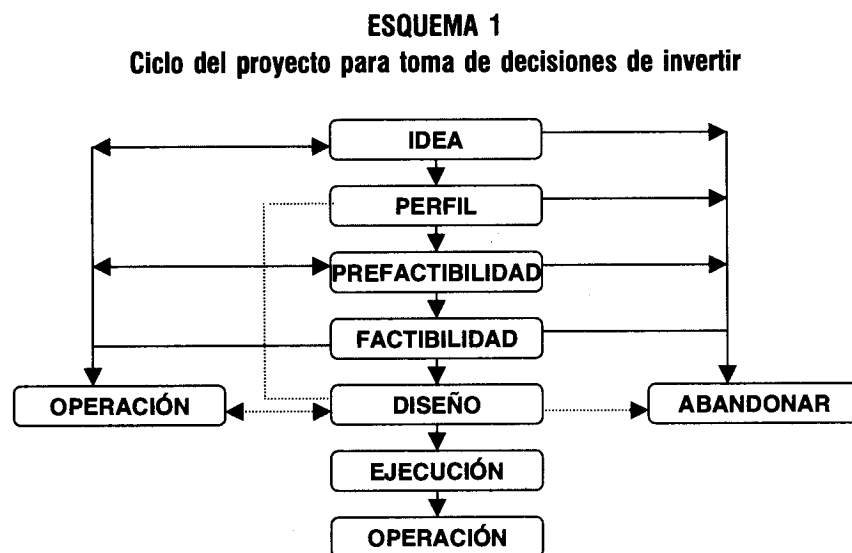 ESQUEMA 1
Ciclo del proyecto para toma de decisiones de invertir
IDEA
PERFIL
PREFACTIBILIDAD
FACTIBILIDAD
OPERACIÓN
DISEÑO
ABANDONAR
EJECUCIÓN
OPERACIÓN